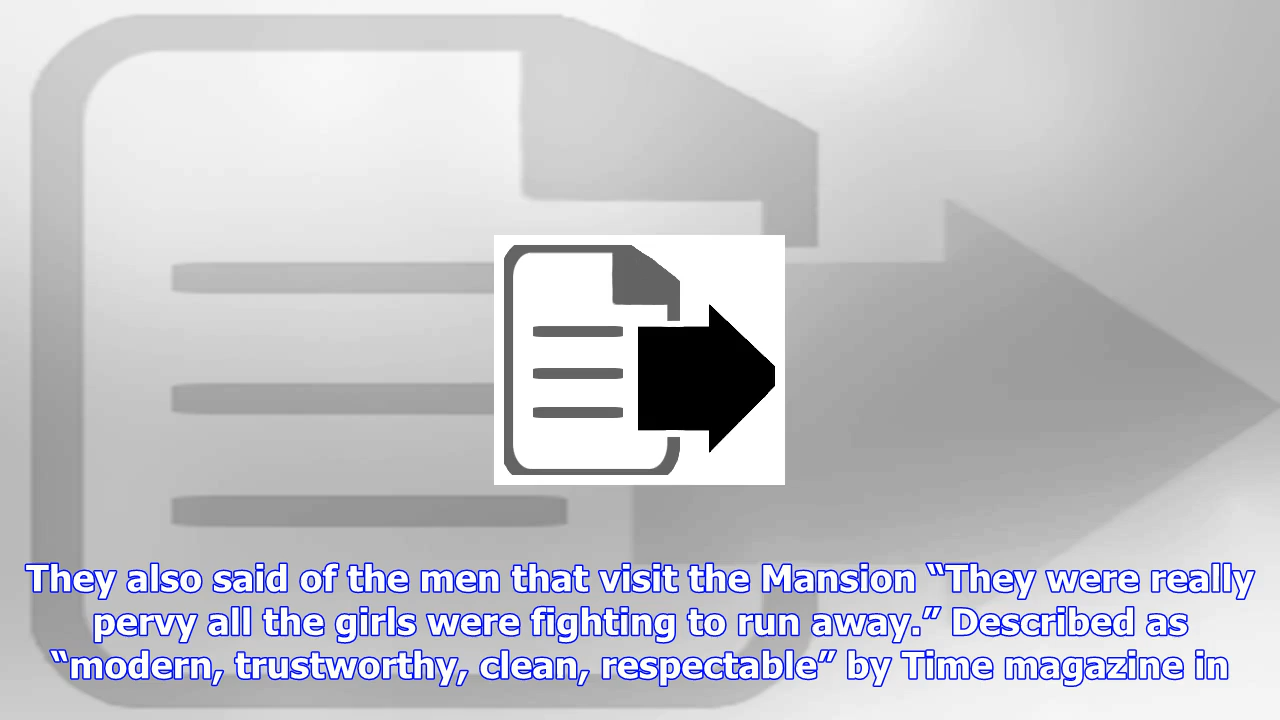 They also said of the men that visit the Mansion “They were really
pervy all the girls were fighting to run away.” Described as
“modern, trustworthy, clean, respectable” by Time magazine in